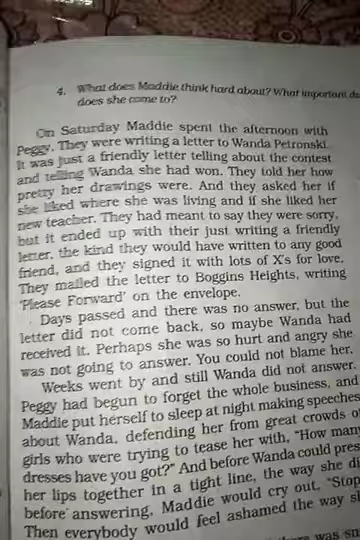 4. What does Maddie think hard about? What important de
does she come to?
On Saturday Maddie spent the afternoon with
Peggy. They were writing a letter to Wanda Petronski.
It was just a friendly letter telling about the contest
and telling Wanda she had won. They told her how
pretty her drawings were. And they asked her if
she liked where she was living and if she liked her
new teacher. They had meant to say they were sorry,
but it ended up with their just writing a friendly
letter, the kind they would have written to any good
friend, and they signed it with lots of X's for love.
They mailed the letter to Boggins Heights, writing
'Please Forward' on the envelope.
Days passed and there was no answer, but the
letter did not come back, so maybe Wanda had
received it. Perhaps she was so hurt and angry she
was not going to answer. You could not blame her.
Weeks went by and still Wanda did not answer.
Peggy had begun to forget the whole business, and
Maddie put herself to sleep at night making speeches
about Wanda, defending her from great crowds o
girls who were trying to tease her with, "How man
dresses have you got?" And before Wanda could pres
her lips together in a tight line, the way she di
before answering, Maddie would cry out, "Stop
Then everybody would feel ashamed the way s
was su